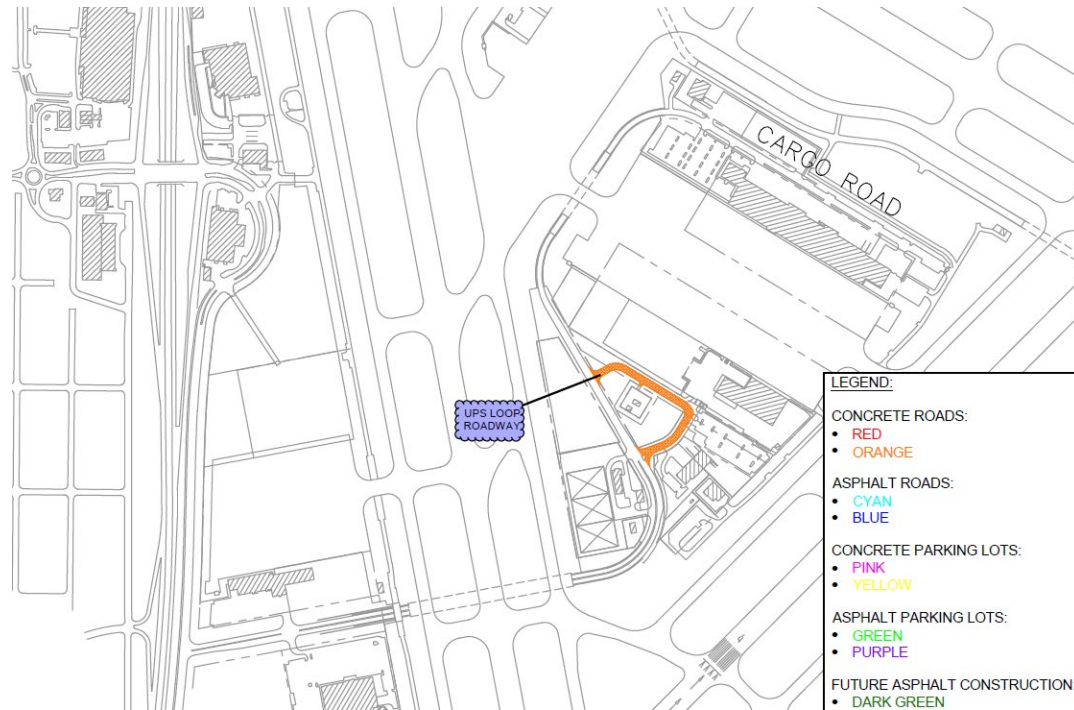 CARGO ROAD
UPS LOOP
ROADWAY
LEGEND:
CONCRETE ROADS:
• RED
• ORANGE
ASPHALT ROADS:
• CYAN
• BLUE
CONCRETE PARKING LOTS:
• PINK
• YELLOW
ASPHALT PARKING LOTS:
• GREEN
• PURPLE
FUTURE ASPHALT CONSTRUCTION
• DARK GREEN
4